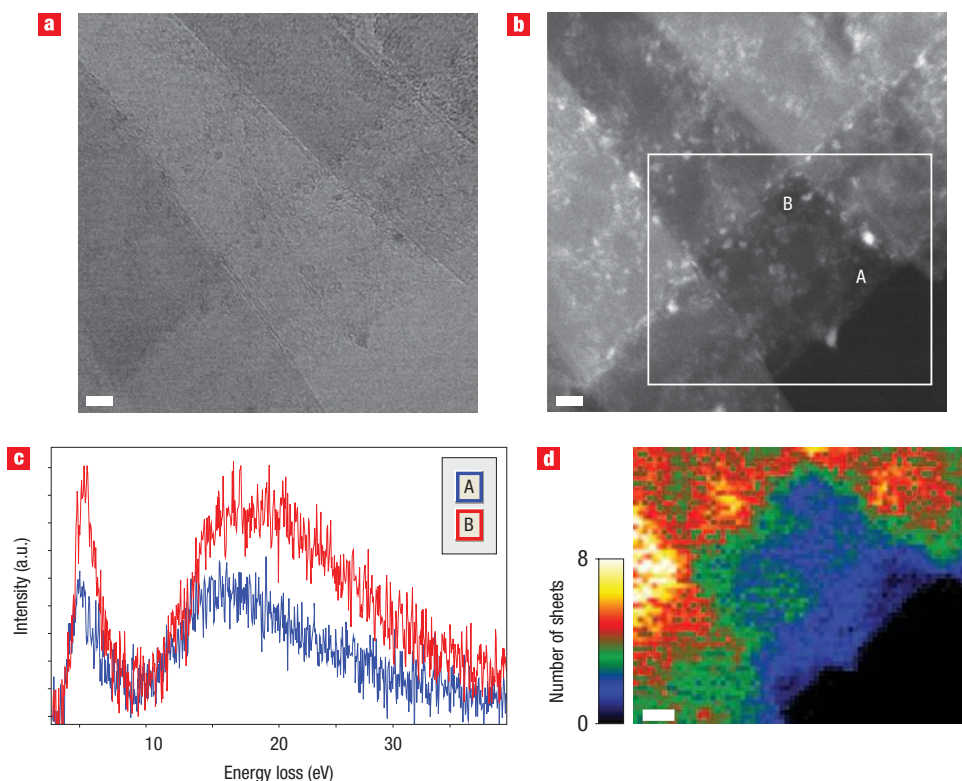 a
b
B
A
c
A
B
Intensity (a.u.)
10 20 30
Energy loss (eV)
d
8
Number of sheets
0